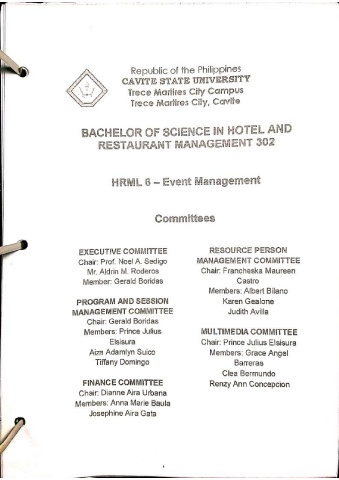 Republic of the Philippines
CAVITE STATE UNIVERSITY
Trece Martires City Campus
Trece Martires City, Cavite
BACHELOR OF SCIENCE IN HOTEL AND
RESTAURANT MANAGEMENT 302
HRML 6 – Event Management
Committees
EXECUTIVE COMMITTEE
Chair: Prof. Noel A. Sedigo
Mr. Aldrin M. Roderos
Member: Gerald Boridas
PROGRAM AND SESSION
MANAGEMENT COMMITTEE
Chair: Gerald Boridas
Members: Prince Julius
Elsisura
Aiza Adamlyn Suico
Tiffany Domingo
FINANCE COMMITTEE
Chair: Dianne Aira Urbana
Members: Anna Marie Baula
Josephine Aira Gata
RESOURCE PERSON
MANAGEMENT COMMITTEE
Chair: Francheska Maureen
Castro
Members: Albert Bilano
Karen Gealone
Judith Avilla
MULTIMEDIA COMMITTEE
Chair: Prince Julius Elsisura
Members: Grace Angel
Barreras
Clea Bermundo
Renzy Ann Concepcion